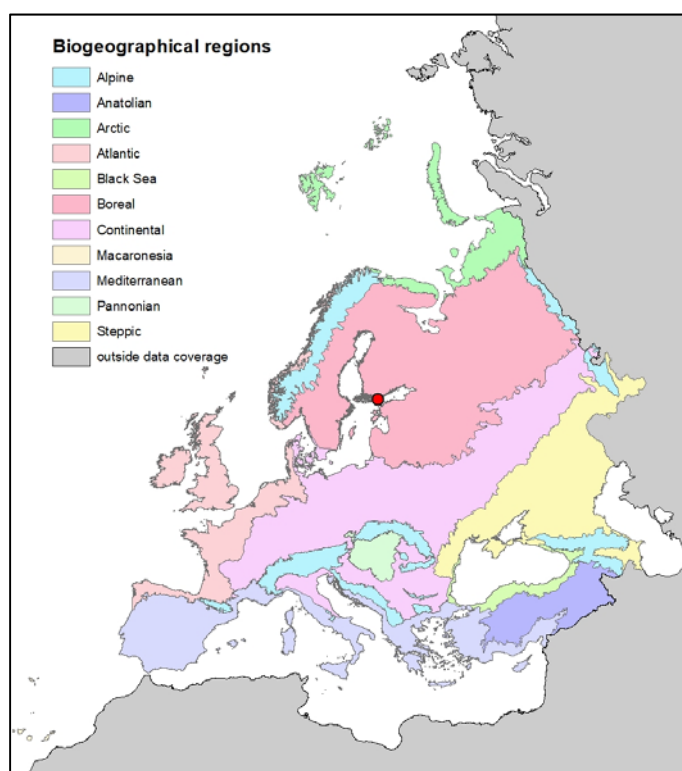 Biogeographical regions
Alpine
Anatolian
Arctic
Atlantic
Black Sea
Boreal
Continental
Macaronesia
Mediterranean
Pannonian
Steppic
outside data coverage